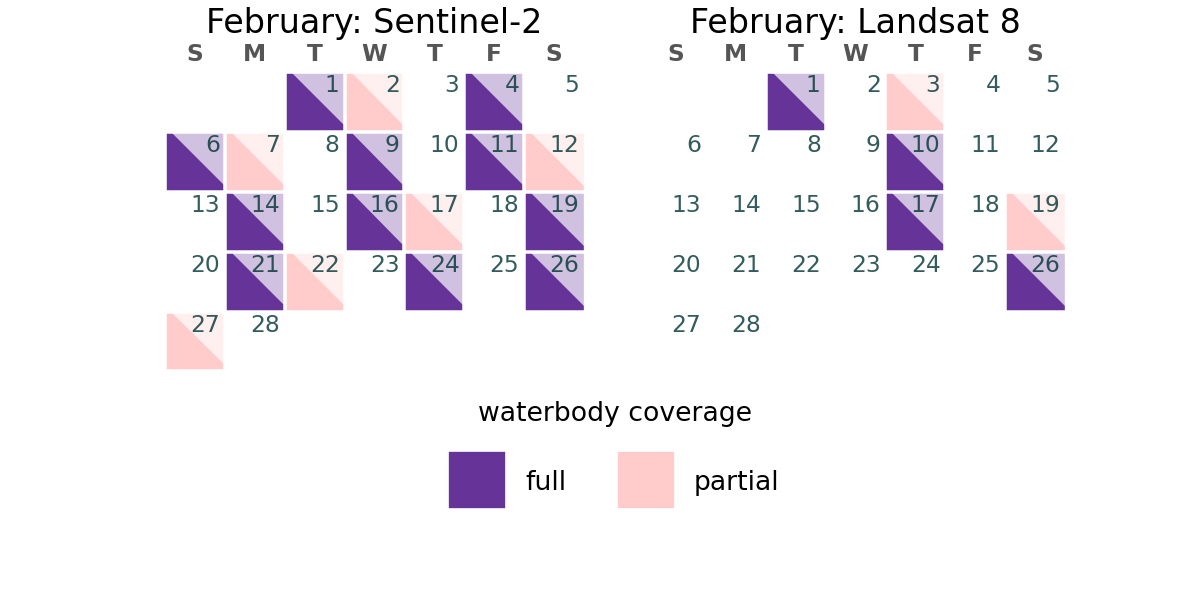 February: Sentinel-2
S M T W T F S
1 2 3 4 5
6 7 8 9 10 11 12
13 14 15 16 17 18 19
20 21 22 23 24 25 26
27 28
February: Landsat 8
S M T W T F S
1 2 3 4 5
6 7 8 9 10 11 12
13 14 15 16 17 18 19
20 21 22 23 24 25 26
27 28
waterbody coverage
full partial